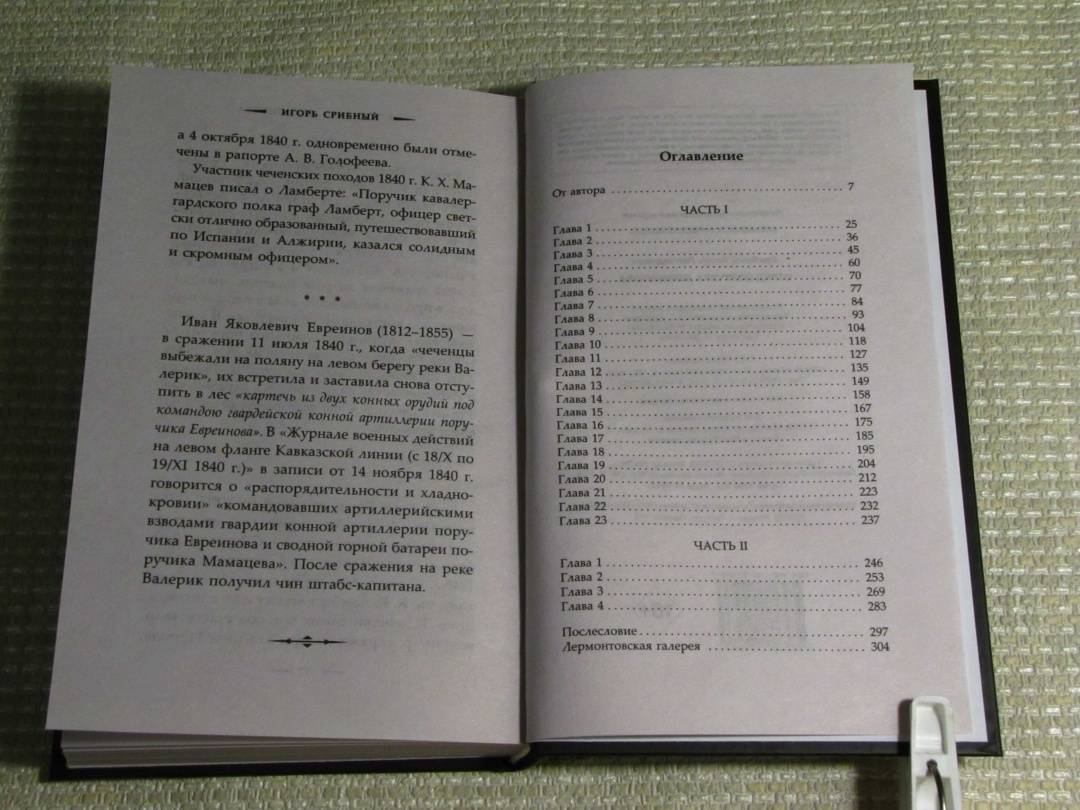 ИГОРЬ СРИБНЫЙ
а 4 октября 1840 г. одновременно были отме-
чены в рапорте А. В. Голофеева.
Участник чеченских походов 1840 г. К. Х. Ма-
мацев писал о Ламберте: «Поручик кавалер-
гардского полка граф Ламберт, офицер свет-
ски отлично образованный, путешествовавший
по Испании и Алжирии, казался солидным
и скромным офицером».
• • •
Иван Яковлевич Евреинов (1812–1855) —
в сражении 11 июля 1840 г., когда «чеченцы
выбежали на поляну на левом берегу реки Ва-
лерик», их встретила и заставила снова отсту-
пить в лес «картечь из двух конных орудий под
командою гвардейской конной артиллерии пору-
чика Евреинова». В «Журнале военных действий
на левом фланге Кавказской линии (с 18/X по
19/XI 1840 г.)» в записи от 14 ноября 1840 г.
говорится о «распорядительности и хладно-
кровии» «командовавших артиллерийскими
взводами гвардии конной артиллерии пору-
чика Евреинова и сводной горной батареи по-
ручика Мамацева». После сражения на реке
Валерик получил чин штабс-капитана.
Оглавление
От автора ........ 7
ЧАСТЬ I
Глава 1 ........ 25
Глава 2 ........ 36
Глава 3 ........ 45
Глава 4 ........ 60
Глава 5 ........ 70
Глава 6 ........ 77
Глава 7 ........ 84
Глава 8 ........ 93
Глава 9 ........ 104
Глава 10 ........ 118
Глава 11 ........ 127
Глава 12 ........ 135
Глава 13 ........ 149
Глава 14 ........ 158
Глава 15 ........ 167
Глава 16 ........ 175
Глава 17 ........ 185
Глава 18 ........ 195
Глава 19 ........ 204
Глава 20 ........ 212
Глава 21 ........ 223
Глава 22 ........ 232
Глава 23 ........ 237
ЧАСТЬ II
Глава 1 ........ 246
Глава 2 ........ 253
Глава 3 ........ 269
Глава 4 ........ 283
Послесловие ........ 297
Лермонтовская галерея ........ 304